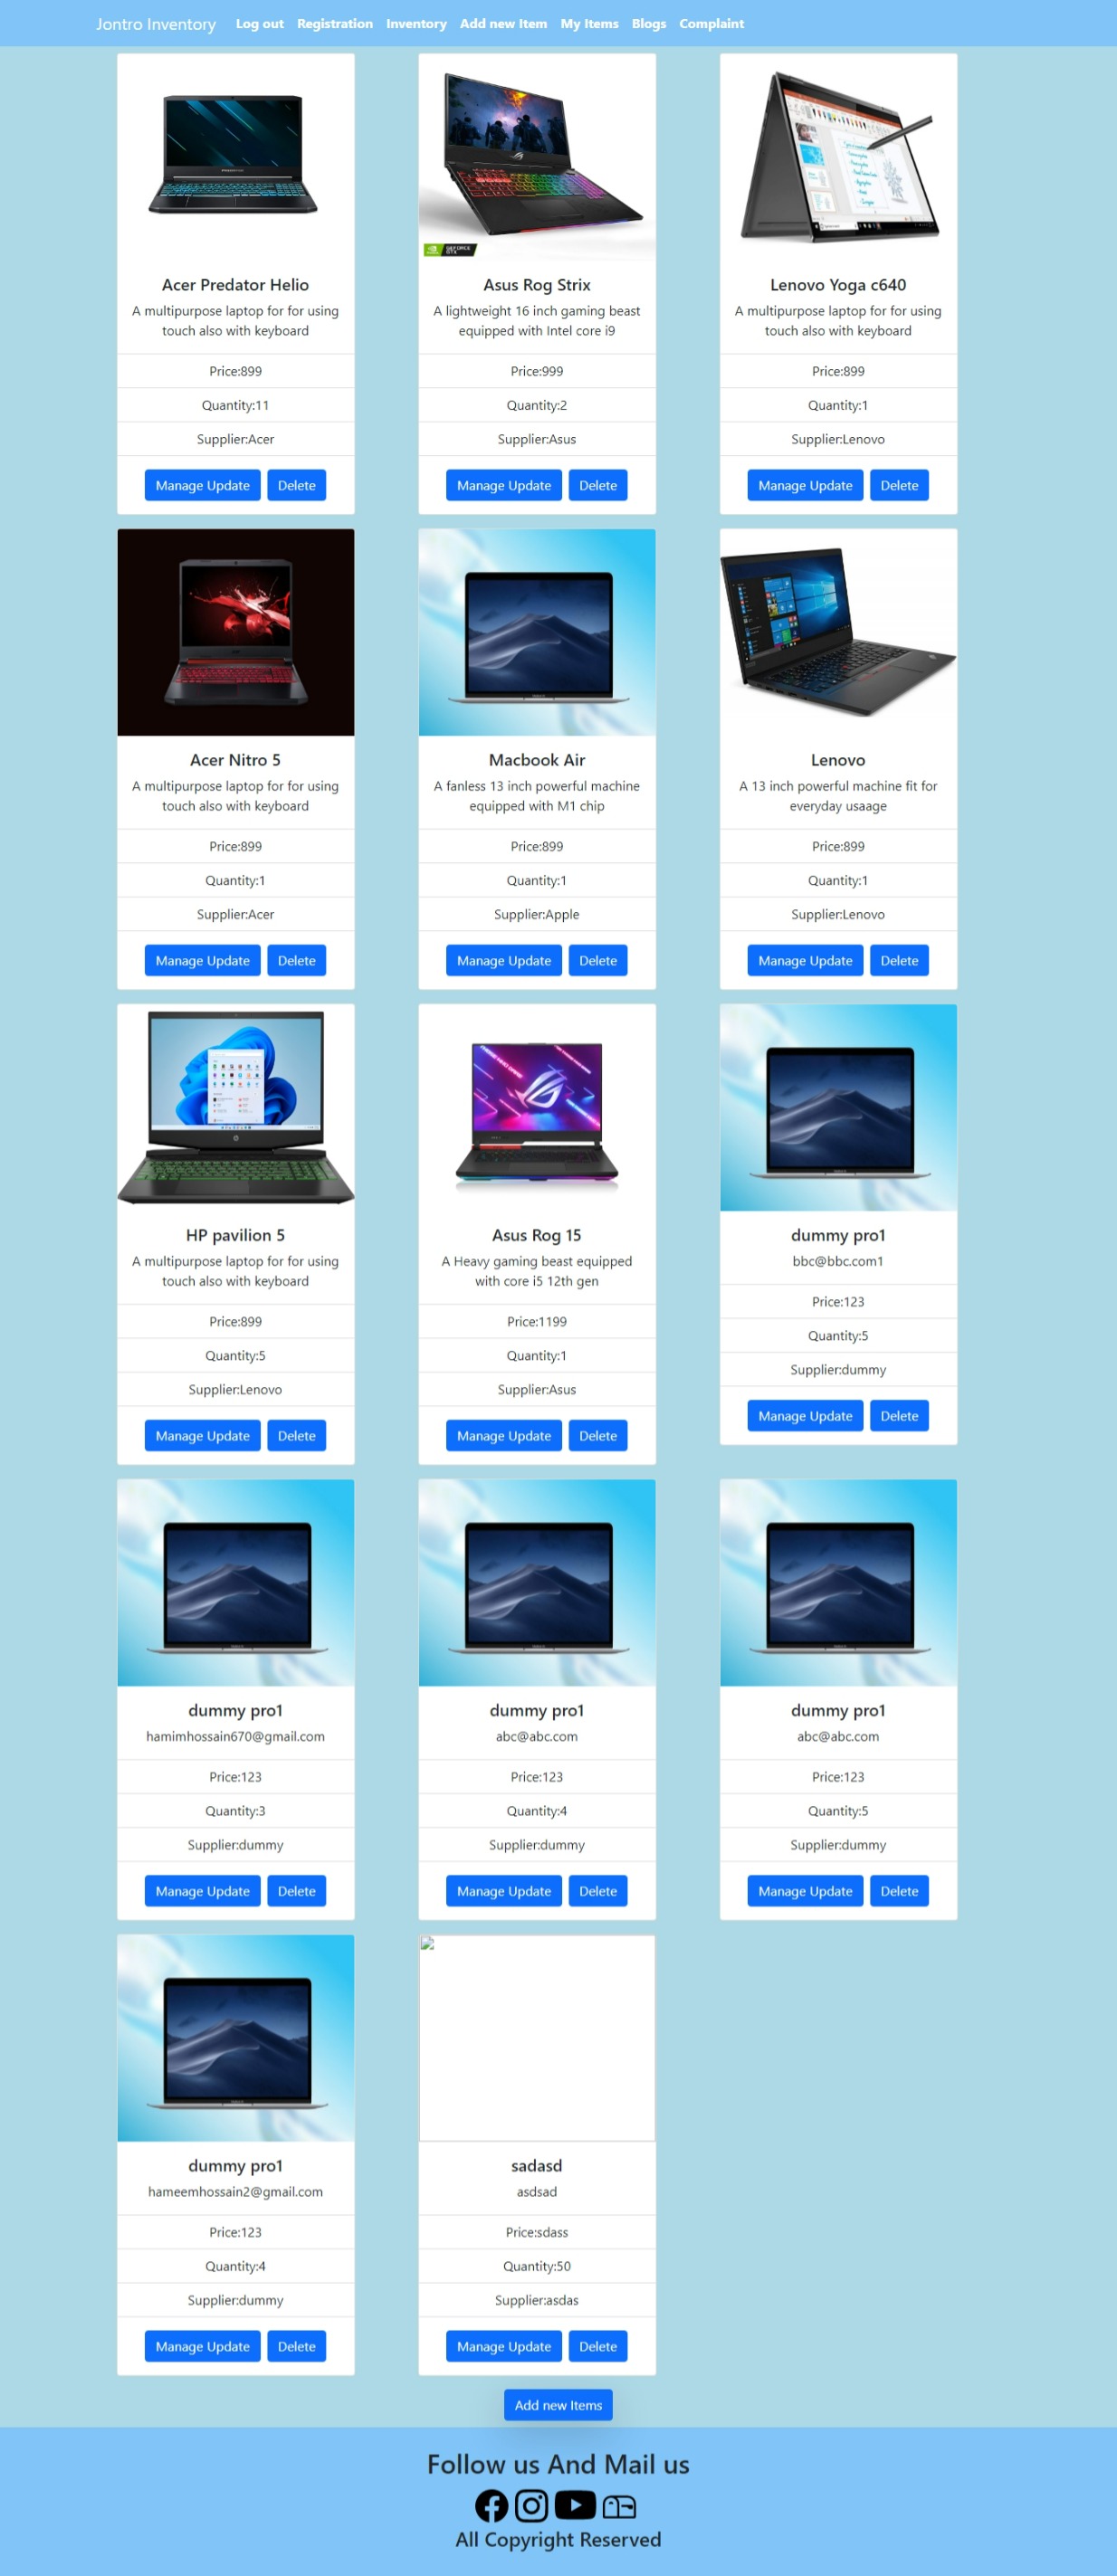 Jontro Inventory Log out Registration Inventory Add new Item My Items Blogs Complaint
Acer Predator Helio
A multipurpose laptop for for using
touch also with keyboard
Price:899
Quantity:11
Supplier:Acer
Manage Update Delete
GEFORCE
GTX
Asus Rog Strix
A lightweight 16 inch gaming beast
equipped with Intel core i9
Price:999
Quantity:2
Supplier:Asus
Manage Update Delete
Lenovo Yoga c640
A multipurpose laptop for for using
touch also with keyboard
Price:899
Quantity:1
Supplier:Lenovo
Manage Update Delete
Acer Nitro 5
A multipurpose laptop for for using
touch also with keyboard
Price:899
Quantity:1
Supplier:Acer
Manage Update Delete
Macbook Air
A fanless 13 inch powerful machine
equipped with M1 chip
Price:899
Quantity:1
Supplier:Apple
Manage Update Delete
Lenovo
A 13 inch powerful machine fit for
everyday usaage
Price:899
Quantity:1
Supplier:Lenovo
Manage Update Delete
HP pavilion 5
A multipurpose laptop for for using
touch also with keyboard
Price:899
Quantity:5
Supplier:Lenovo
Manage Update Delete
Asus Rog 15
A Heavy gaming beast equipped
with core i5 12th gen
Price:1199
Quantity:1
Supplier:Asus
Manage Update Delete
dummy pro1
bbc@bbc.com1
Price:123
Quantity:5
Supplier:dummy
Manage Update Delete
dummy pro1
hamimhossain670@gmail.com
Price:123
Quantity:3
Supplier:dummy
Manage Update Delete
dummy pro1
abc@abc.com
Price:123
Quantity:4
Supplier:dummy
Manage Update Delete
dummy pro1
abc@abc.com
Price:123
Quantity:5
Supplier:dummy
Manage Update Delete
dummy pro1
hameemhossain2@gmail.com
Price:123
Quantity:4
Supplier:dummy
Manage Update Delete
sadasd
asdsad
Price:sdass
Quantity:50
Supplier:asdas
Manage Update Delete
Add new Items
Follow us And Mail us
All Copyright Reserved